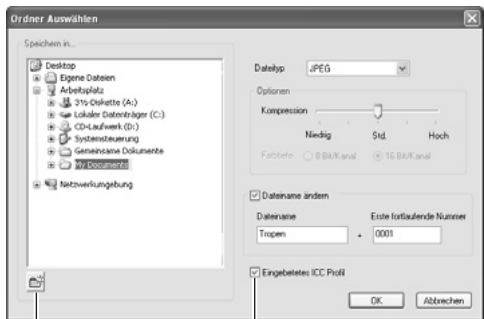 Ordner Auswählen
Speichern in...
Desktop
Eigene Dateien
Arbeitsplatz
3½-Diskette (A:)
Lokaler Datenträger (C:)
CD-Laufwerk (D:)
Systemsteuerung
Gemeinsame Dokumente
My Documents
Netzwerkumgebung
Dateityp JPEG
Optionen
Kompression
Niedrig Std. Hoch
Farbtiefe 8 Bit/Kanal 16 Bit/Kanal
Dateiname ändern
Dateiname Erste fortlaufende Nummer
Tropen + 0001
Eingebetetes ICC Profil
OK Abbrechen